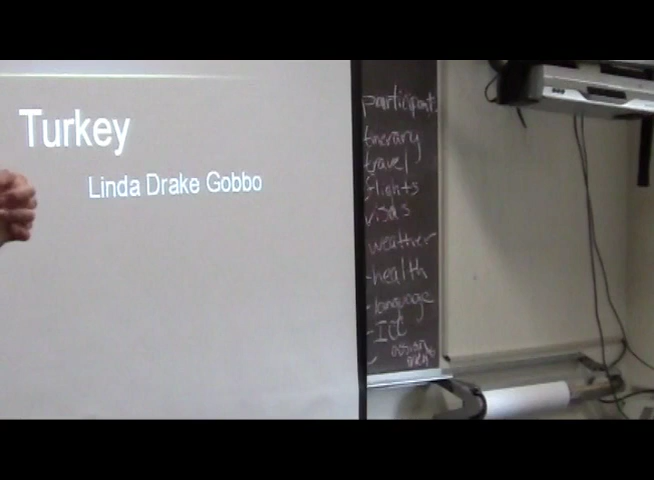 Turkey
Linda Drake Gobbo
participant
itinerary
travel
flights
visas
-weather
-health
-language
-ICC